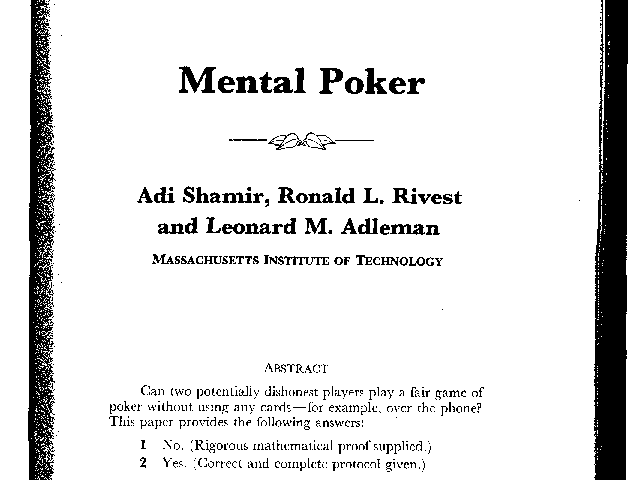 Mental Poker
Adi Shamir, Ronald L. Rivest
and Leonard M. Adleman
MASSACHUSETTS INSTITUTE OF TECHNOLOGY
ABSTRACT
Can two potentially dishonest players play a fair game of
poker without using any cards—for example, over the phone?
This paper provides the following answers:
1 No. (Rigorous mathematical proof supplied.)
2 Yes. (Correct and complete protocol given.)